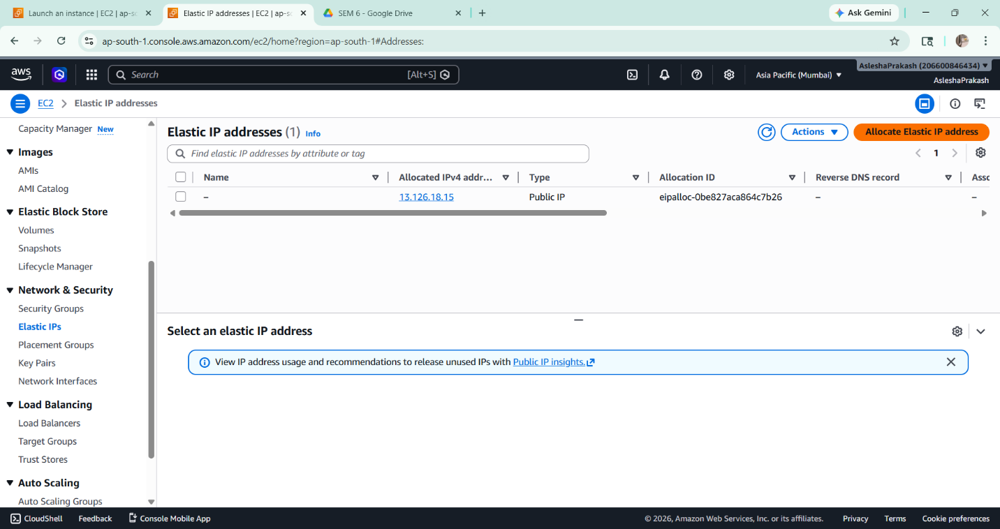 Launch an instance | EC2 | ap-sc
Elastic IP addresses | EC2 | ap-sc
SEM 6 - Google Drive
Ask Gemini
ap-south-1.console.aws.amazon.com/ec2/home?region=ap-south-1#Addresses:
aws
Search
[Alt+S]
Asia Pacific (Mumbai)
AsleshaPrakash (206600846434)
AsleshaPrakash
EC2
Elastic IP addresses
Capacity Manager New
Images
AMIs
AMI Catalog
Elastic Block Store
Volumes
Snapshots
Lifecycle Manager
Network & Security
Security Groups
Elastic IPs
Placement Groups
Key Pairs
Network Interfaces
Load Balancing
Load Balancers
Target Groups
Trust Stores
Auto Scaling
Auto Scaling Groups
Elastic IP addresses (1) Info
Actions
Allocate Elastic IP address
Find elastic IP addresses by attribute or tag
1
Name
Allocated IPv4 addr...
Type
Allocation ID
Reverse DNS record
Assc
–
13.126.18.15
Public IP
eipalloc-0be827aca864c7b26
–
–
Select an elastic IP address
View IP address usage and recommendations to release unused IPs with Public IP insights.
CloudShell
Feedback
Console Mobile App
© 2026, Amazon Web Services, Inc. or its affiliates.
Privacy
Terms
Cookie preferences